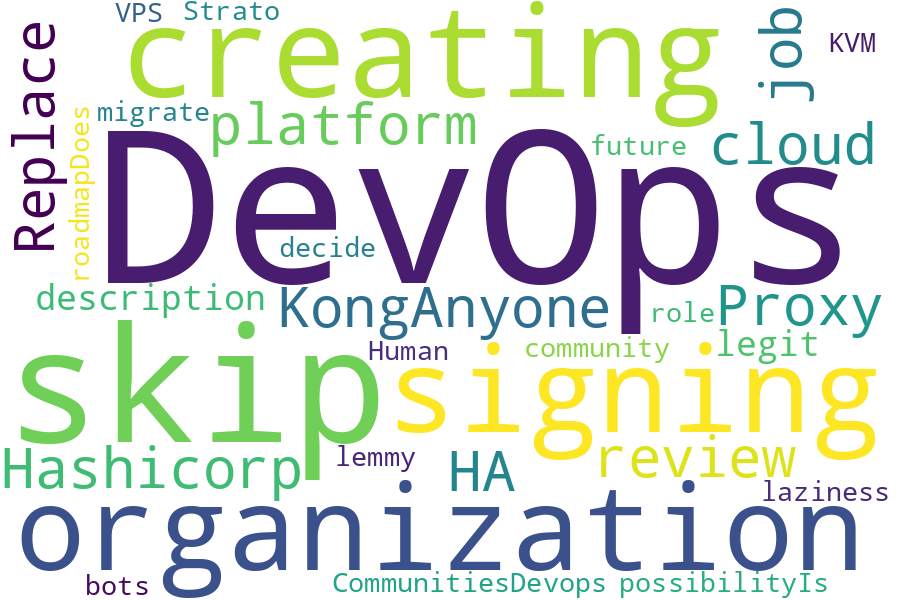 VPS Strato
creating
job
KVM
Replace
migrate
platform
cloud
future
roadmapDoes
DevOps
decide
description
KongAnyone
role
Proxy
skip
Human
community
legit
signing
Hashicorp
lemmy
HA
review
laziness
organization
bots
CommunitiesDevops
possibilityIs